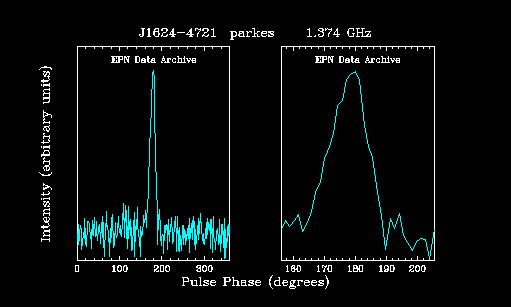 J1624-4721 parkes 1.374 GHz
EPN Data Archive EPN Data Archive
Intensity (arbitrary units)
0 100 200 300 160 170 180 190 200
Pulse Phase (degrees)